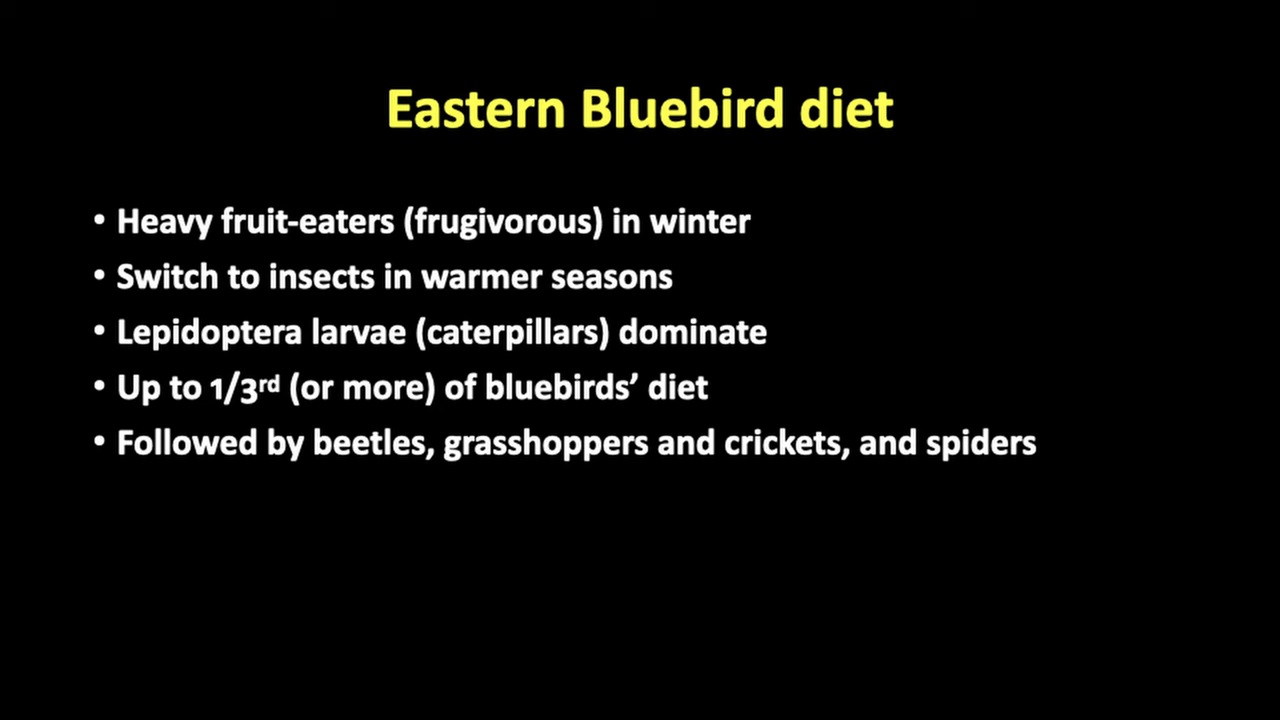 Eastern Bluebird diet
• Heavy fruit-eaters (frugivorous) in winter
• Switch to insects in warmer seasons
• Lepidoptera larvae (caterpillars) dominate
• Up to 1/3rd (or more) of bluebirds’ diet
• Followed by beetles, grasshoppers and crickets, and spiders